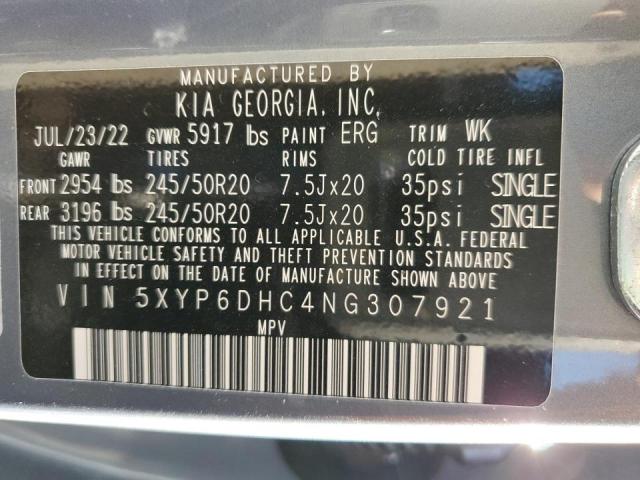 MANUFACTURED BY
KIA GEORGIA, INC.
JUL/23/22 GVWR 5917 lbs PAINT ERG TRIM WK
GAWR TIRES RIMS COLD TIRE INFL
FRONT 2954 lbs 245/50R20 7.5Jx20 35psi SINGLE
REAR 3196 lbs 245/50R20 7.5Jx20 35psi SINGLE
THIS VEHICLE CONFORMS TO ALL APPLICABLE U.S.A. FEDERAL
MOTOR VEHICLE SAFETY AND THEFT PREVENTION STANDARDS
IN EFFECT ON THE DATE OF MANUFACTURE SHOWN ABOVE.
VIN 5XYP6DHC4NG307921
MPV